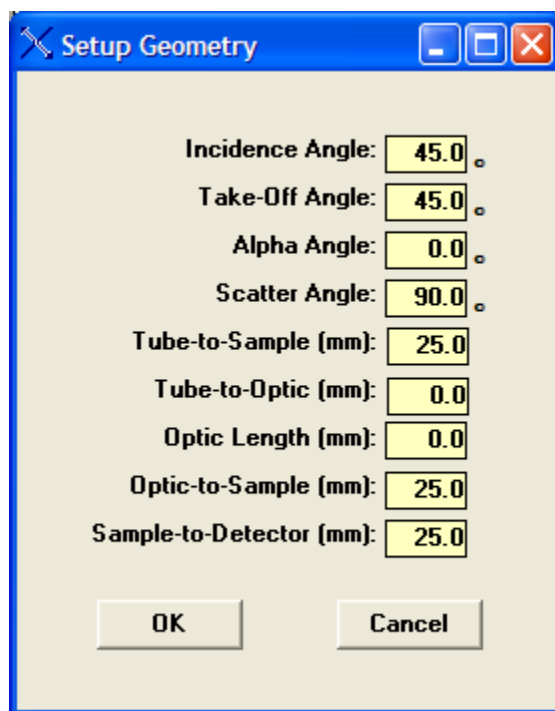 Setup Geometry
Incidence Angle: 45.0 °
Take-Off Angle: 45.0 °
Alpha Angle: 0.0 °
Scatter Angle: 90.0 °
Tube-to-Sample (mm): 25.0
Tube-to-Optic (mm): 0.0
Optic Length (mm): 0.0
Optic-to-Sample (mm): 25.0
Sample-to-Detector (mm): 25.0
OK Cancel